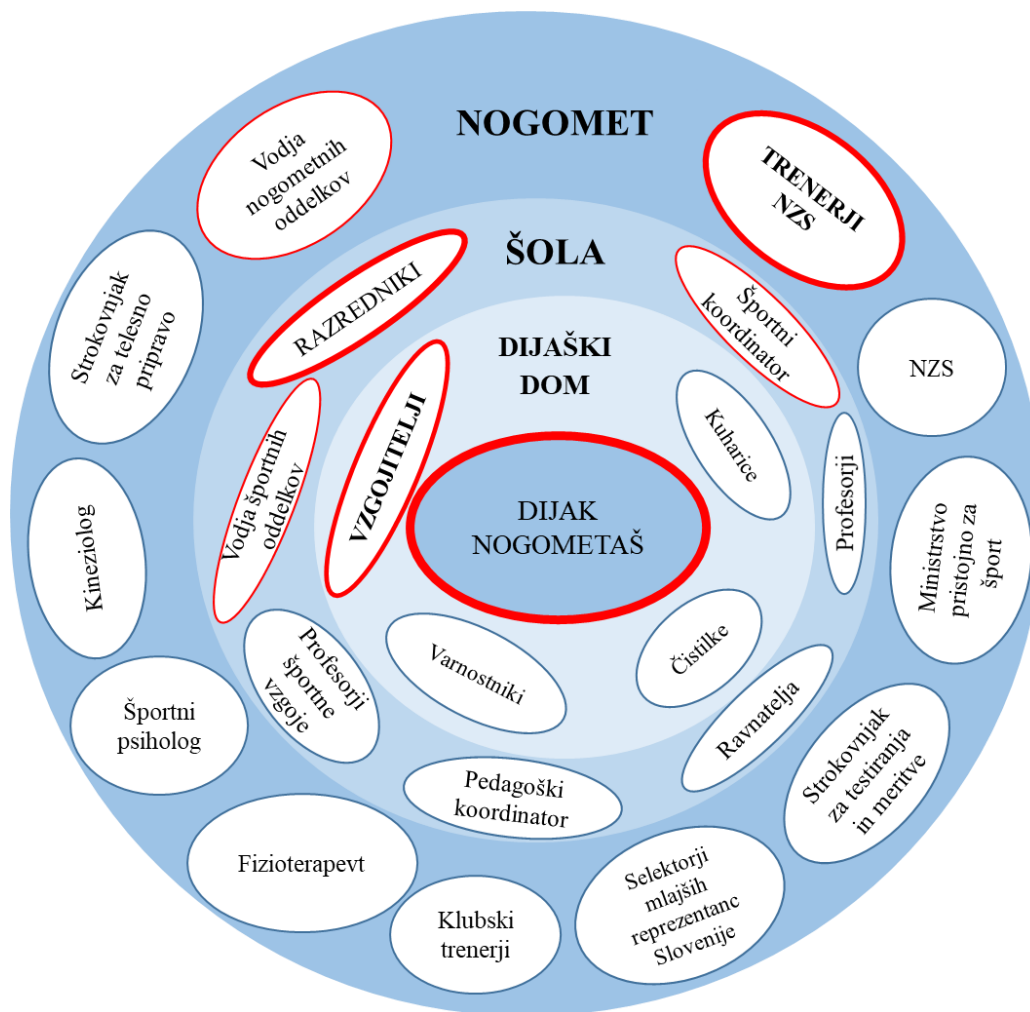 NOGOMET
Vodja
nogometnih
oddelkov
TRENERJI
NZS
Strokovnjak
za telesno
pripravo
NZS
Kineziolog
Ministrstvo
pristojno za
šport
Športni
psiholog
Strokovnjak
za testiranja
in meritve
Fizioterapevt
Klubski
trenerji
Selektorji
mlajših
reprezentanc
Slovenije
ŠOLA
RAZREDNIKI
Športni
koordinator
Vodja športnih
oddelkov
Profesorji
Profesorji
športne
vzgoje
Ravnatelja
Pedagoški
koordinator
DIJAŠKI
DOM
VZGOJITELJI
Kuharice
Varnostniki
Čistilke
DIJAK
NOGOMETAŠ